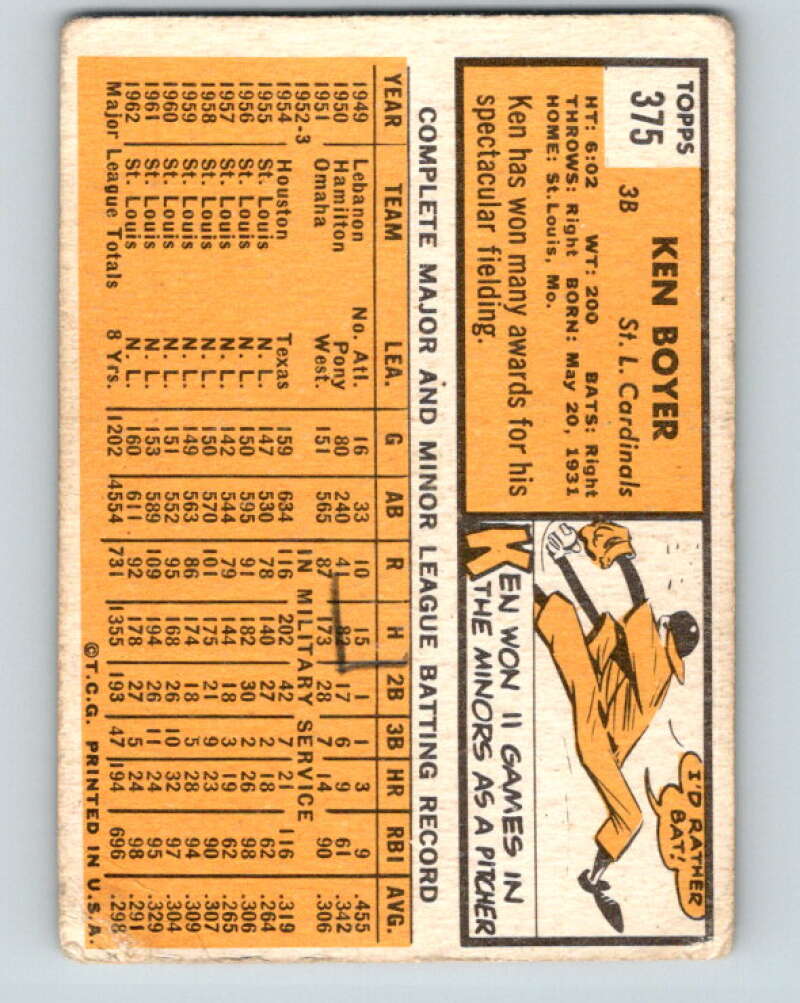 TOPPS
375
KEN BOYER
3B St. L. Cardinals
HT: 6:02 WT: 200 BATS: Right
THROWS: Right BORN: May 20, 1931
HOME: St. Louis, Mo.
Ken has won many awards for his
spectacular fielding.
I'D RATHER
BAT!
KEN WON 11 GAMES IN
THE MINORS AS A PITCHER
COMPLETE MAJOR AND MINOR LEAGUE BATTING RECORD
YEAR TEAM LEA. G AB R H 2B 3B HR RBI AVG.
1949 Lebanon No. Atl. 16 33 10 15 1 1 3 9 .455
1950 Hamilton Pony 80 240 41 82 17 6 9 61 .342
1951 Omaha West. 151 565 87 173 28 7 14 90 .306
1952-3 IN MILITARY SERVICE
1954 Houston Texas 159 634 116 202 42 7 21 116 .319
1955 St. Louis N. L. 147 530 78 140 27 2 18 62 .264
1956 St. Louis N. L. 150 595 91 182 30 2 26 98 .306
1957 St. Louis N. L. 142 544 79 144 18 3 19 62 .265
1958 St. Louis N. L. 150 570 101 175 21 9 23 90 .307
1959 St. Louis N. L. 149 563 86 174 18 5 28 94 .309
1960 St. Louis N. L. 151 552 95 168 26 10 32 97 .304
1961 St. Louis N. L. 153 589 109 194 26 11 24 95 .329
1962 St. Louis N. L. 160 611 92 178 27 5 24 98 .291
Major League Totals 8 Yrs. 1202 4554 731 1355 193 47 194 696 .298
©T.C.G. PRINTED IN U.S.A.